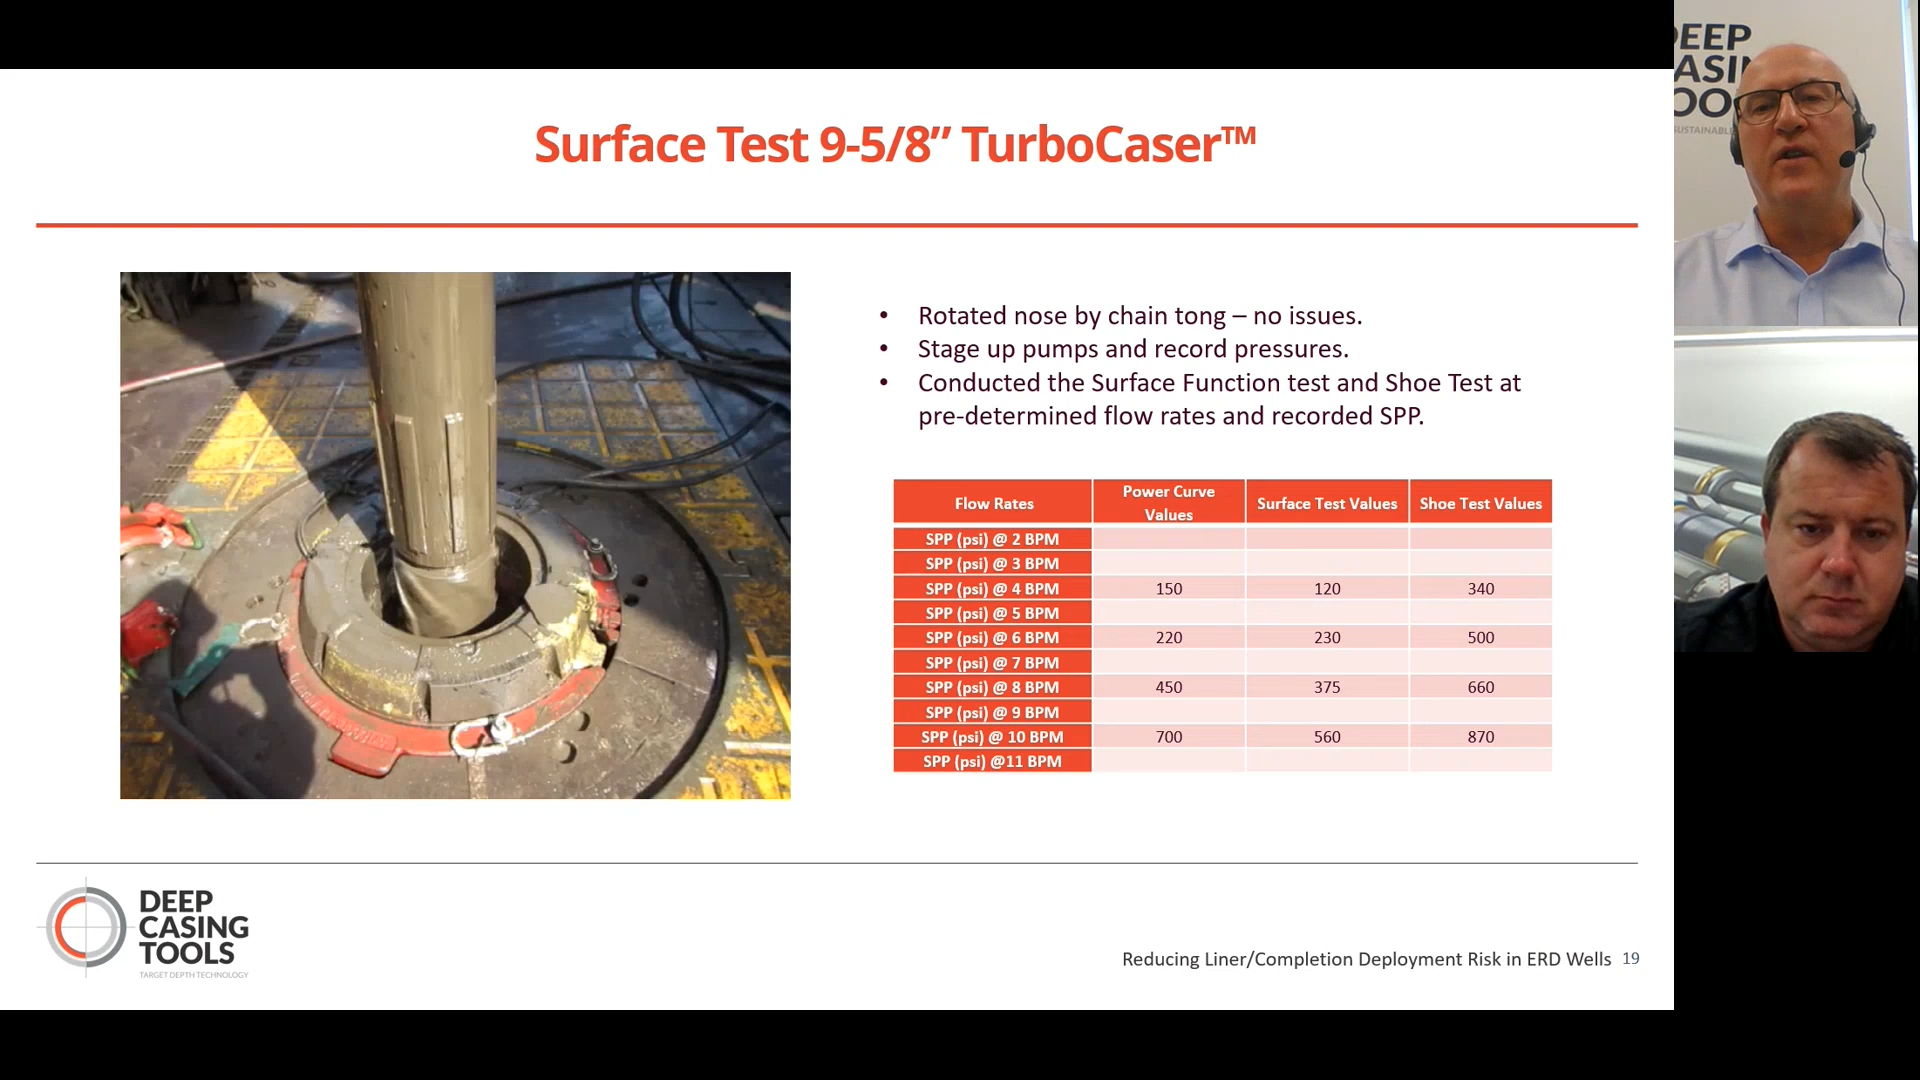 Surface Test 9-5/8” TurboCaser™
• Rotated nose by chain tong – no issues.
• Stage up pumps and record pressures.
• Conducted the Surface Function test and Shoe Test at
pre-determined flow rates and recorded SPP.
Flow Rates Power Curve Values Surface Test Values Shoe Test Values
SPP (psi) @ 2 BPM
SPP (psi) @ 3 BPM
SPP (psi) @ 4 BPM 150 120 340
SPP (psi) @ 5 BPM
SPP (psi) @ 6 BPM 220 230 500
SPP (psi) @ 7 BPM
SPP (psi) @ 8 BPM 450 375 660
SPP (psi) @ 9 BPM
SPP (psi) @ 10 BPM 700 560 870
SPP (psi) @11 BPM
DEEP
CASING
TOOLS
TARGET DEPTH TECHNOLOGY
Reducing Liner/Completion Deployment Risk in ERD Wells 19
EEP
ASI
OO
SUSTAINABLE